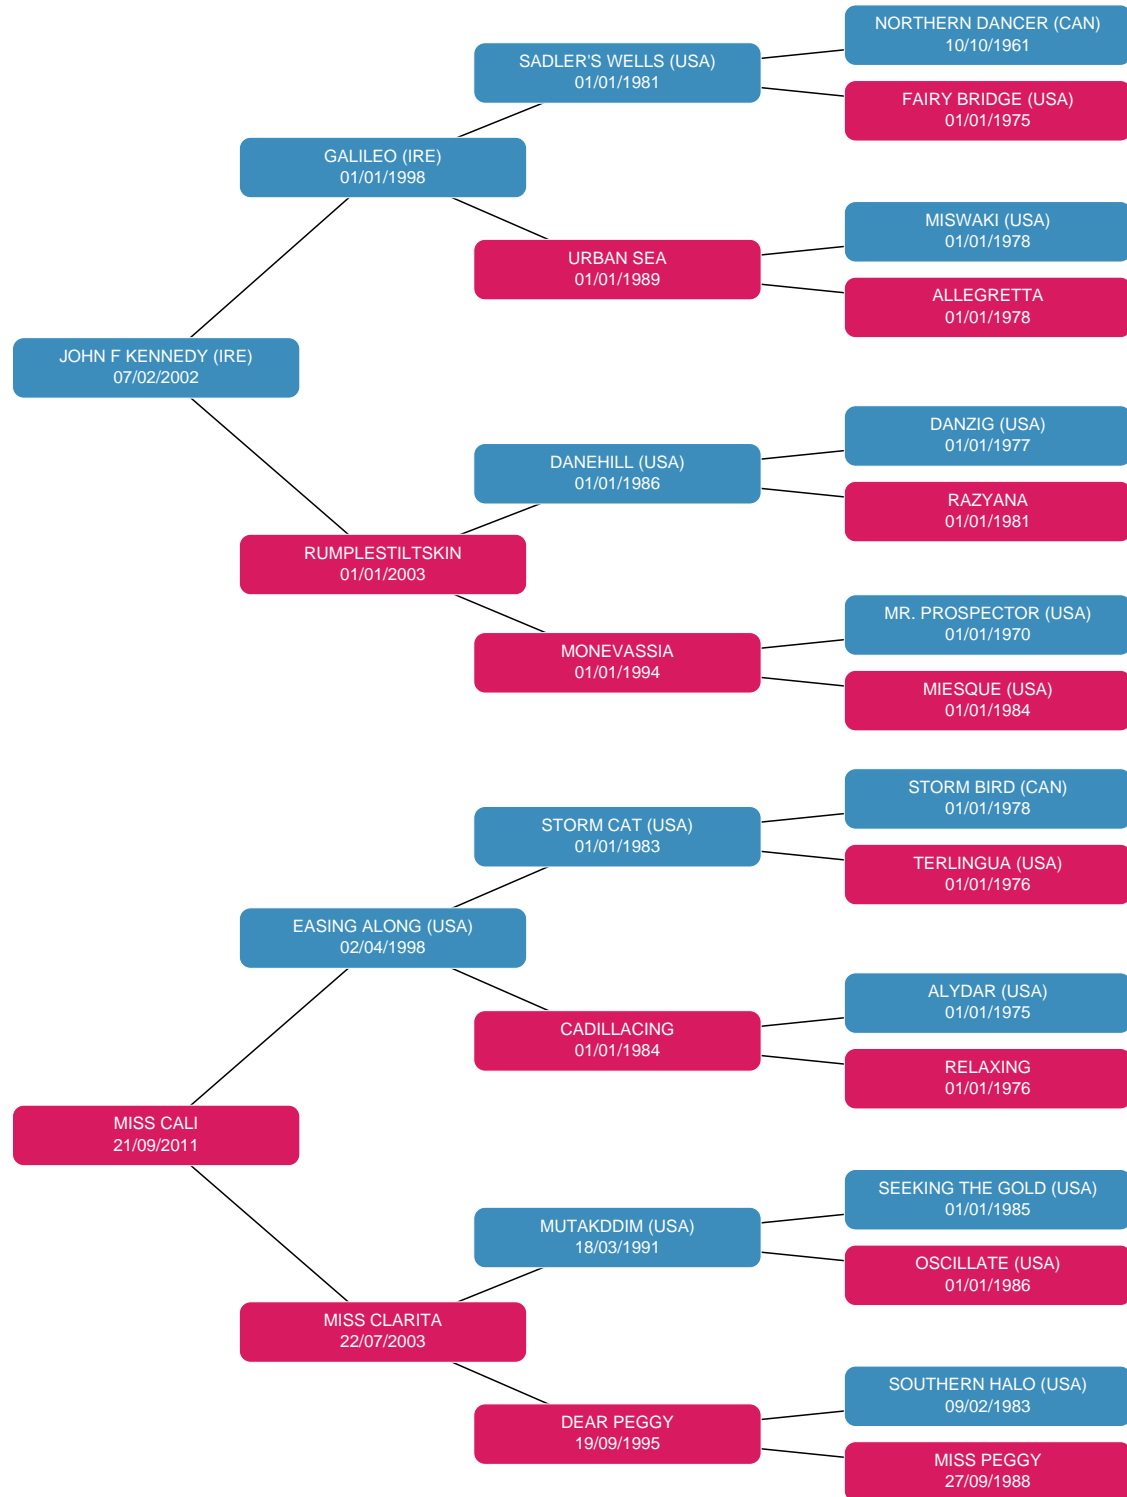 NORTHERN DANCER (CAN)
10/10/1961
SADLER'S WELLS (USA)
01/01/1981
FAIRY BRIDGE (USA)
01/01/1975
GALILEO (IRE)
01/01/1998
MISWAKI (USA)
01/01/1978
URBAN SEA
01/01/1989
ALLEGRETTA
01/01/1978
JOHN F KENNEDY (IRE)
07/02/2002
DANZIG (USA)
01/01/1977
DANEHILL (USA)
01/01/1986
RAZYANA
01/01/1981
RUMPLESTILTSKIN
01/01/2003
MR. PROSPECTOR (USA)
01/01/1970
MONEVASSIA
01/01/1994
MIESQUE (USA)
01/01/1984
STORM BIRD (CAN)
01/01/1978
STORM CAT (USA)
01/01/1983
TERLINGUA (USA)
01/01/1976
EASING ALONG (USA)
02/04/1998
ALYDAR (USA)
01/01/1975
CADILLACING
01/01/1984
RELAXING
01/01/1976
MISS CALI
21/09/2011
SEEKING THE GOLD (USA)
01/01/1985
MUTAKDDIM (USA)
18/03/1991
OSCILLATE (USA)
01/01/1986
MISS CLARITA
22/07/2003
SOUTHERN HALO (USA)
09/02/1983
DEAR PEGGY
19/09/1995
MISS PEGGY
27/09/1988